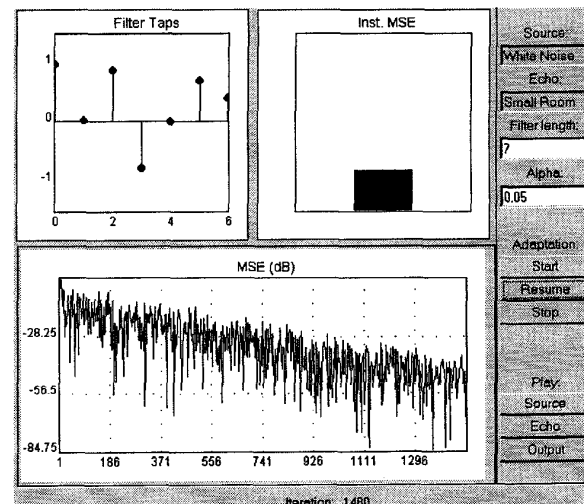 Filter Taps
1
0
-1
0 2 4 6
Inst. MSE
MSE (dB)
-28.25
-56.5
-84.75
1 186 371 556 741 926 1111 1296
Iteration: 1480
Source:
White Noise
Echo:
Small Room
Filter length:
7
Alpha:
0.05
Adaptation:
Start
Resume
Stop
Play:
Source
Echo
Output